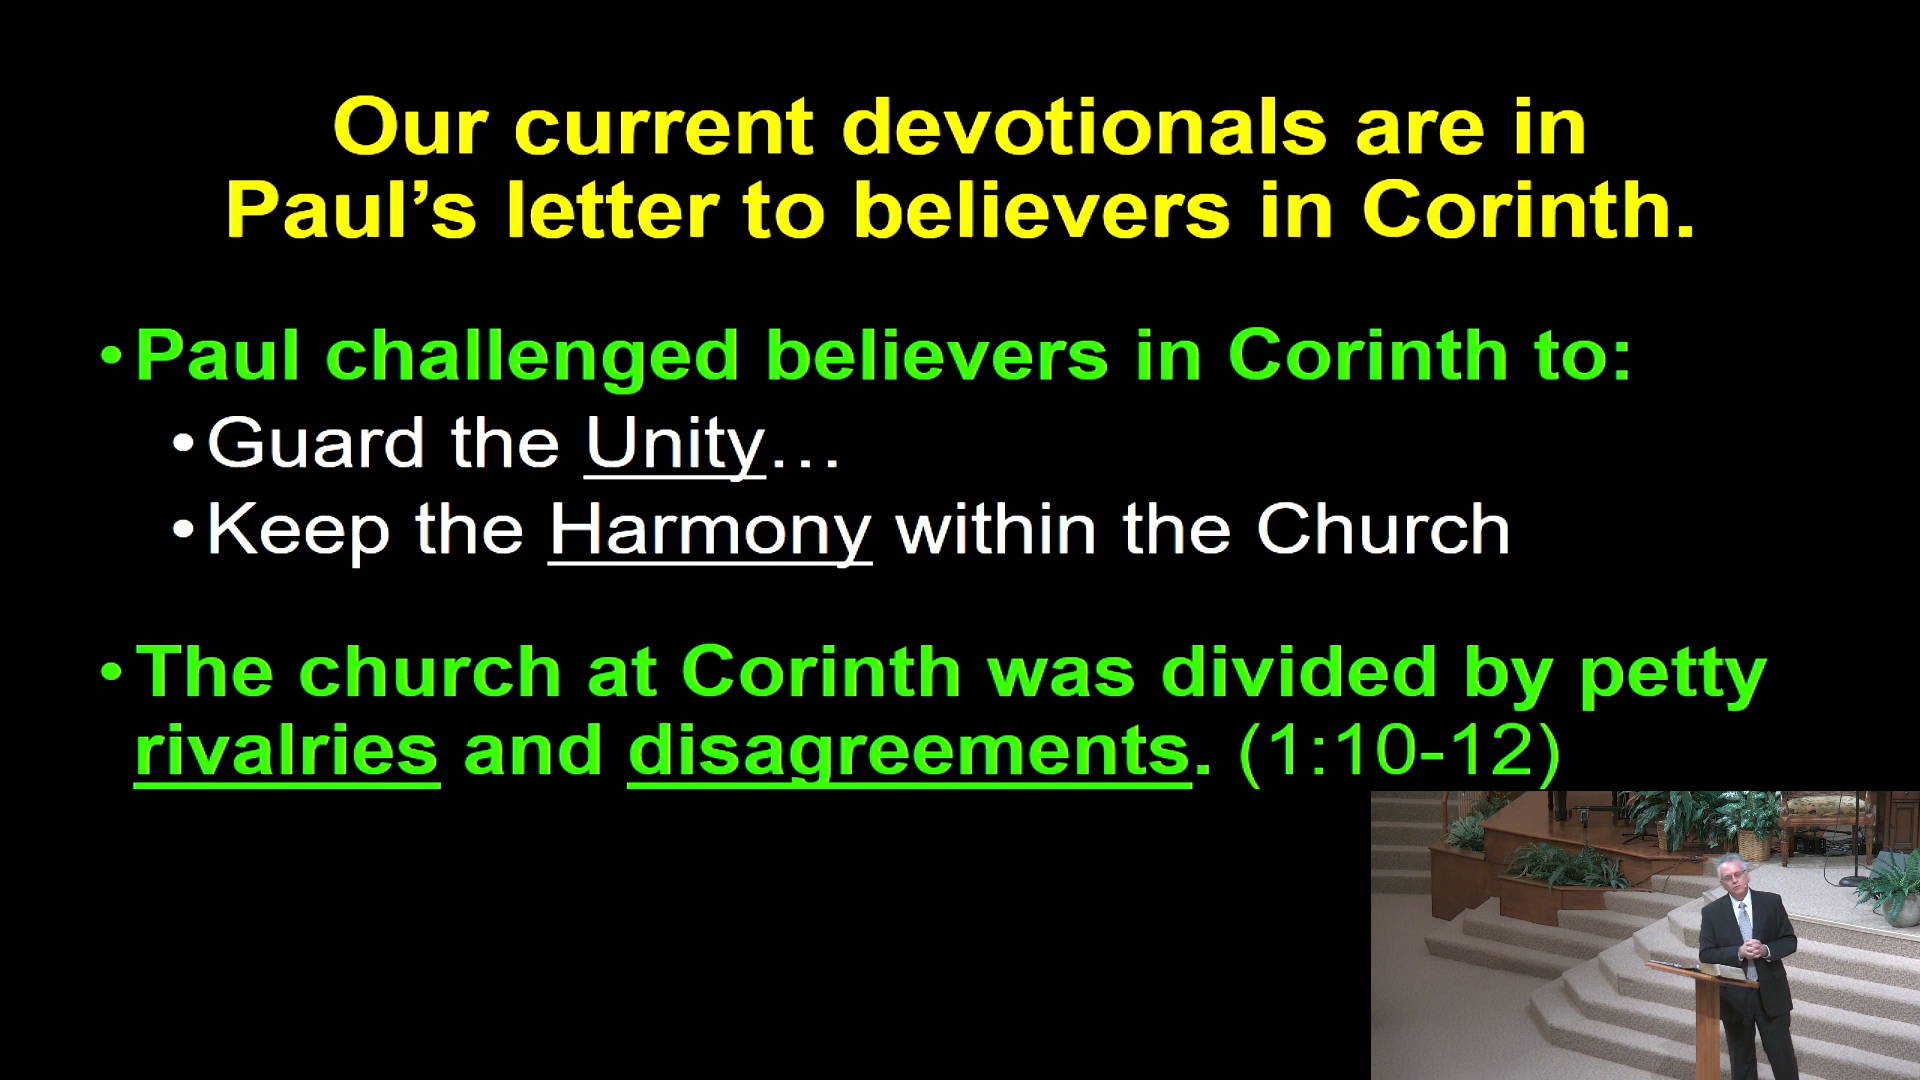 Our current devotionals are in
Paul’s letter to believers in Corinth.
•Paul challenged believers in Corinth to:
•Guard the Unity…
•Keep the Harmony within the Church
•The church at Corinth was divided by petty
rivalries and disagreements. (1:10-12)